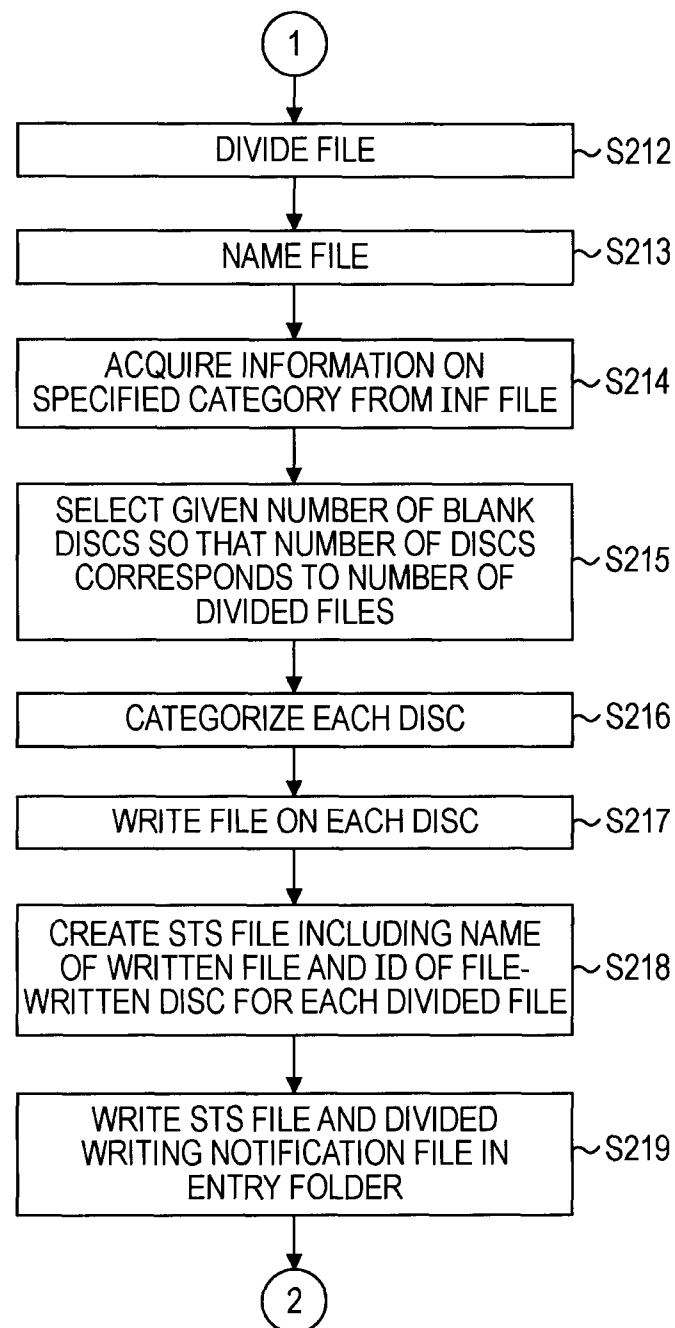 1
DIVIDE FILE
S212
NAME FILE
S213
ACQUIRE INFORMATION ON
SPECIFIED CATEGORY FROM INF FILE
S214
SELECT GIVEN NUMBER OF BLANK
DISCS SO THAT NUMBER OF DISCS
CORRESPONDS TO NUMBER OF
DIVIDED FILES
S215
CATEGORIZE EACH DISC
S216
WRITE FILE ON EACH DISC
S217
CREATE STS FILE INCLUDING NAME
OF WRITTEN FILE AND ID OF FILE-
WRITTEN DISC FOR EACH DIVIDED FILE
S218
WRITE STS FILE AND DIVIDED
WRITING NOTIFICATION FILE IN
ENTRY FOLDER
S219
2